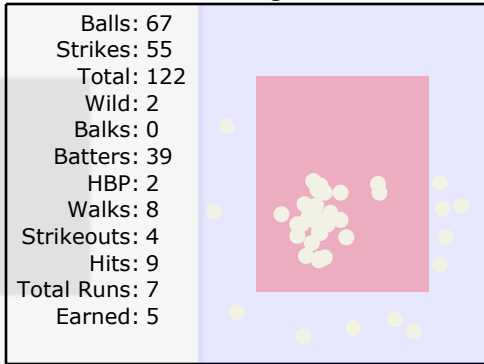 Balls: 67
Strikes: 55
Total: 122
Wild: 2
Balks: 0
Batters: 39
HBP: 2
Walks: 8
Strikeouts: 4
Hits: 9
Total Runs: 7
Earned: 5